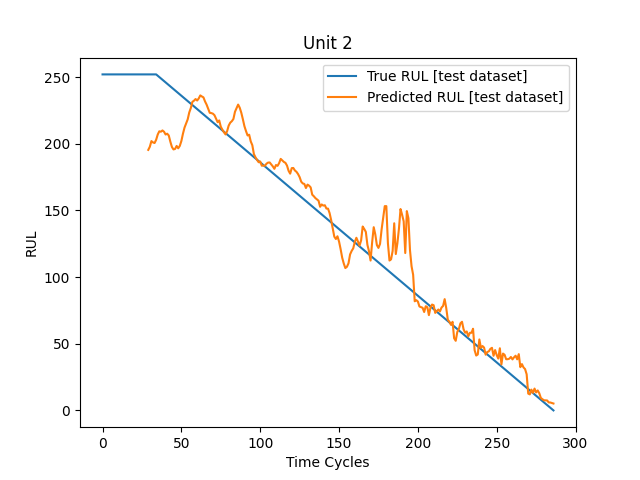 Unit 2
True RUL [test dataset]
Predicted RUL [test dataset]
RUL
250
200
150
100
50
0
0 50 100 150 200 250 300
Time Cycles